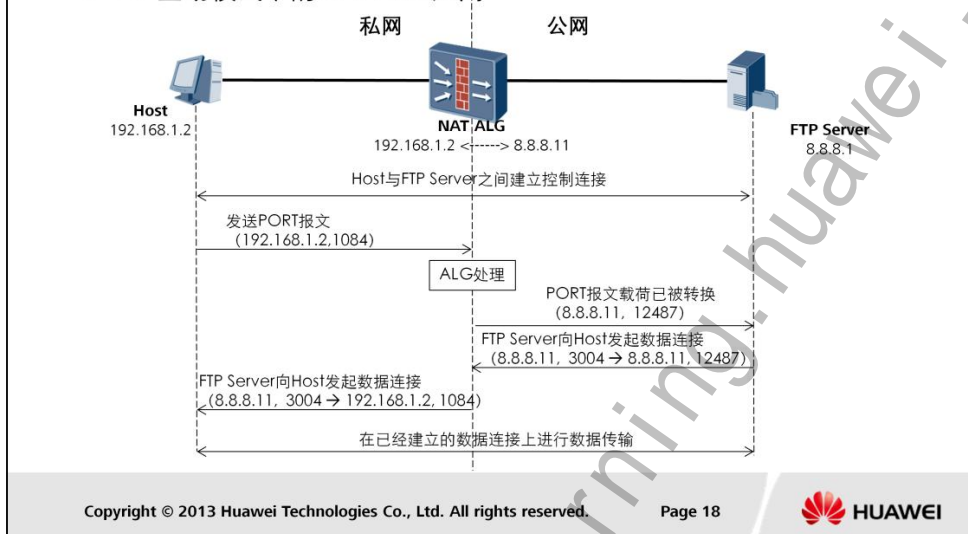 私网
公网
Host
192.168.1.2
NAT ALG
192.168.1.2 <------> 8.8.8.11
FTP Server
8.8.8.1
Host与FTP Server之间建立控制连接
发送PORT报文
(192.168.1.2,1084)
ALG处理
PORT报文载荷已被转换
(8.8.8.11, 12487)
FTP Server向Host发起数据连接
(8.8.8.11, 3004 → 8.8.8.11, 12487)
FTP Server向Host发起数据连接
(8.8.8.11, 3004 → 192.168.1.2, 1084)
在已经建立的数据连接上进行数据传输
rning.huawei.
Copyright © 2013 Huawei Technologies Co., Ltd. All rights reserved.
Page 18
HUAWEI